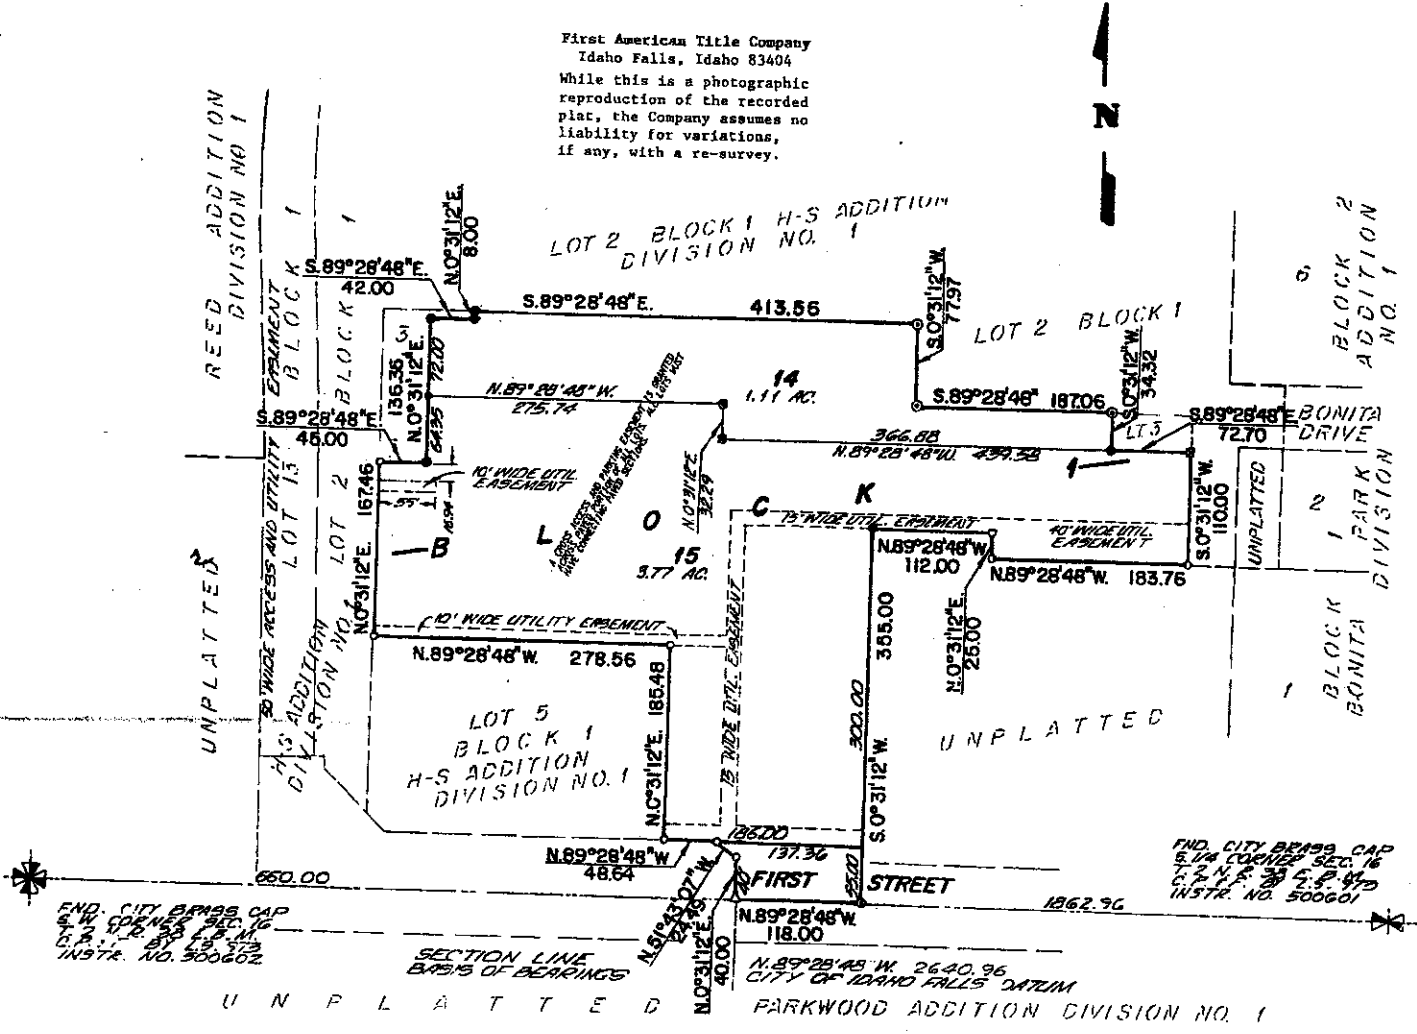 First American Title Company
Idaho Falls, Idaho 83404
While this is a photographic
reproduction of the recorded
plat, the Company assumes no
liability for variations,
if any, with a re-survey.
N
REED ADDITION
DIVISION NO 1
50' WIDE ACCESS AND UTILITY EASEMENT
LOT 13 BLOCK 1
LOT 2 BLOCK 1
H-S ADDITION
DIVISION NO. 1
UNPLATTED
LOT 2 BLOCK 1 H-S ADDITION
DIVISION NO. 1
N.0°31'12"E.
8.00
S.89°28'48"E.
42.00
S.89°28'48"E. 413.56
S.0°31'12"W.
77.97
LOT 2 BLOCK 1
S.0°31'12"W.
34.32
6
BLOCK 2
ADDITION
NO. 1
3
136.36
N.0°31'12"E.
72.00
64.35
N.89°28'48"W.
275.74
14
1.11 AC.
S.89°28'48" 187.06
S.89°28'48"E
72.70
BONITA
DRIVE
LT.3
S.89°28'48"E
45.00
366.88
N.89°28'48"W. 439.58
1
N.0°31'12"E.
32.29
S.0°31'12"W.
110.00
UNPLATTED
2
1
PARK
DIVISION
10' WIDE UTIL.
EASEMENT
55'
167.46
N.0°31'12"E.
B L O C K
15
3.77 AC.
15' WIDE UTIL. EASEMENT
10' WIDE UTIL.
EASEMENT
N.89°28'48"W
112.00
N.89°28'48"W. 183.76
N.0°31'12"E.
25.00
10' WIDE UTILITY EASEMENT
N.89°28'48"W. 278.56
15' WIDE UTIL. EASEMENT
355.00
300.00
S.0°31'12"W.
55.00
185.48
N.0°31'12"E.
LOT 5
BLOCK 1
H-S ADDITION
DIVISION NO. 1
UNPLATTED
1
BLOCK
BONITA
186.00
137.36
N.89°28'48"W
48.64
N.51°43'07"W.
24.49
N.0°31'12"E.
40.00
FIRST STREET
N.89°28'48"W.
118.00
660.00
1862.96
FND. CITY BRASS CAP
S.1/4 CORNER SEC. 16
INSTR. NO. 500601
FND. CITY BRASS CAP
S.W. CORNER SEC. 16
INSTR. NO. 500602
SECTION LINE
BASIS OF BEARINGS
N.89°28'48"W. 2640.96
CITY OF IDAHO FALLS DATUM
UNPLATTED
PARKWOOD ADDITION DIVISION NO. 1